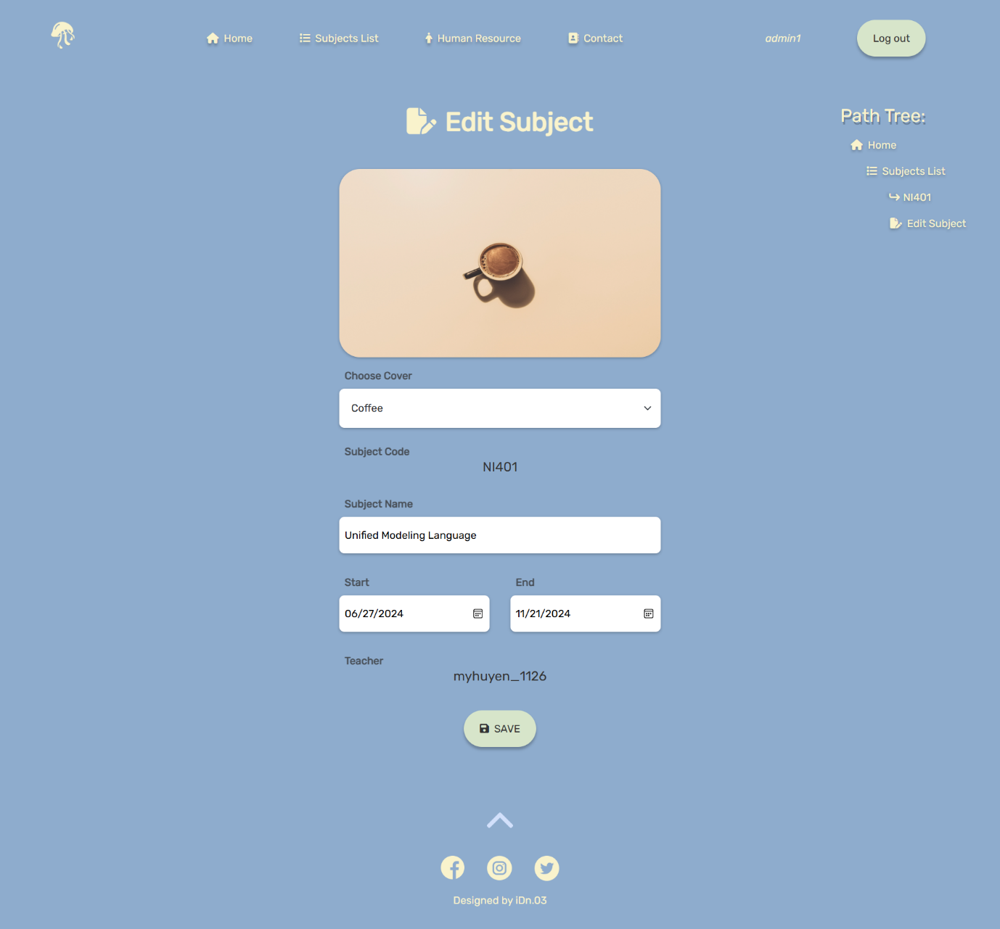 Home Subjects List Human Resource Contact admin1 Log out
Edit Subject
Path Tree:
Home
Subjects List
NI401
Edit Subject
Choose Cover
Coffee
Subject Code
NI401
Subject Name
Unified Modeling Language
Start End
06/27/2024 11/21/2024
Teacher
myhuyen_1126
SAVE
Designed by iDn.03